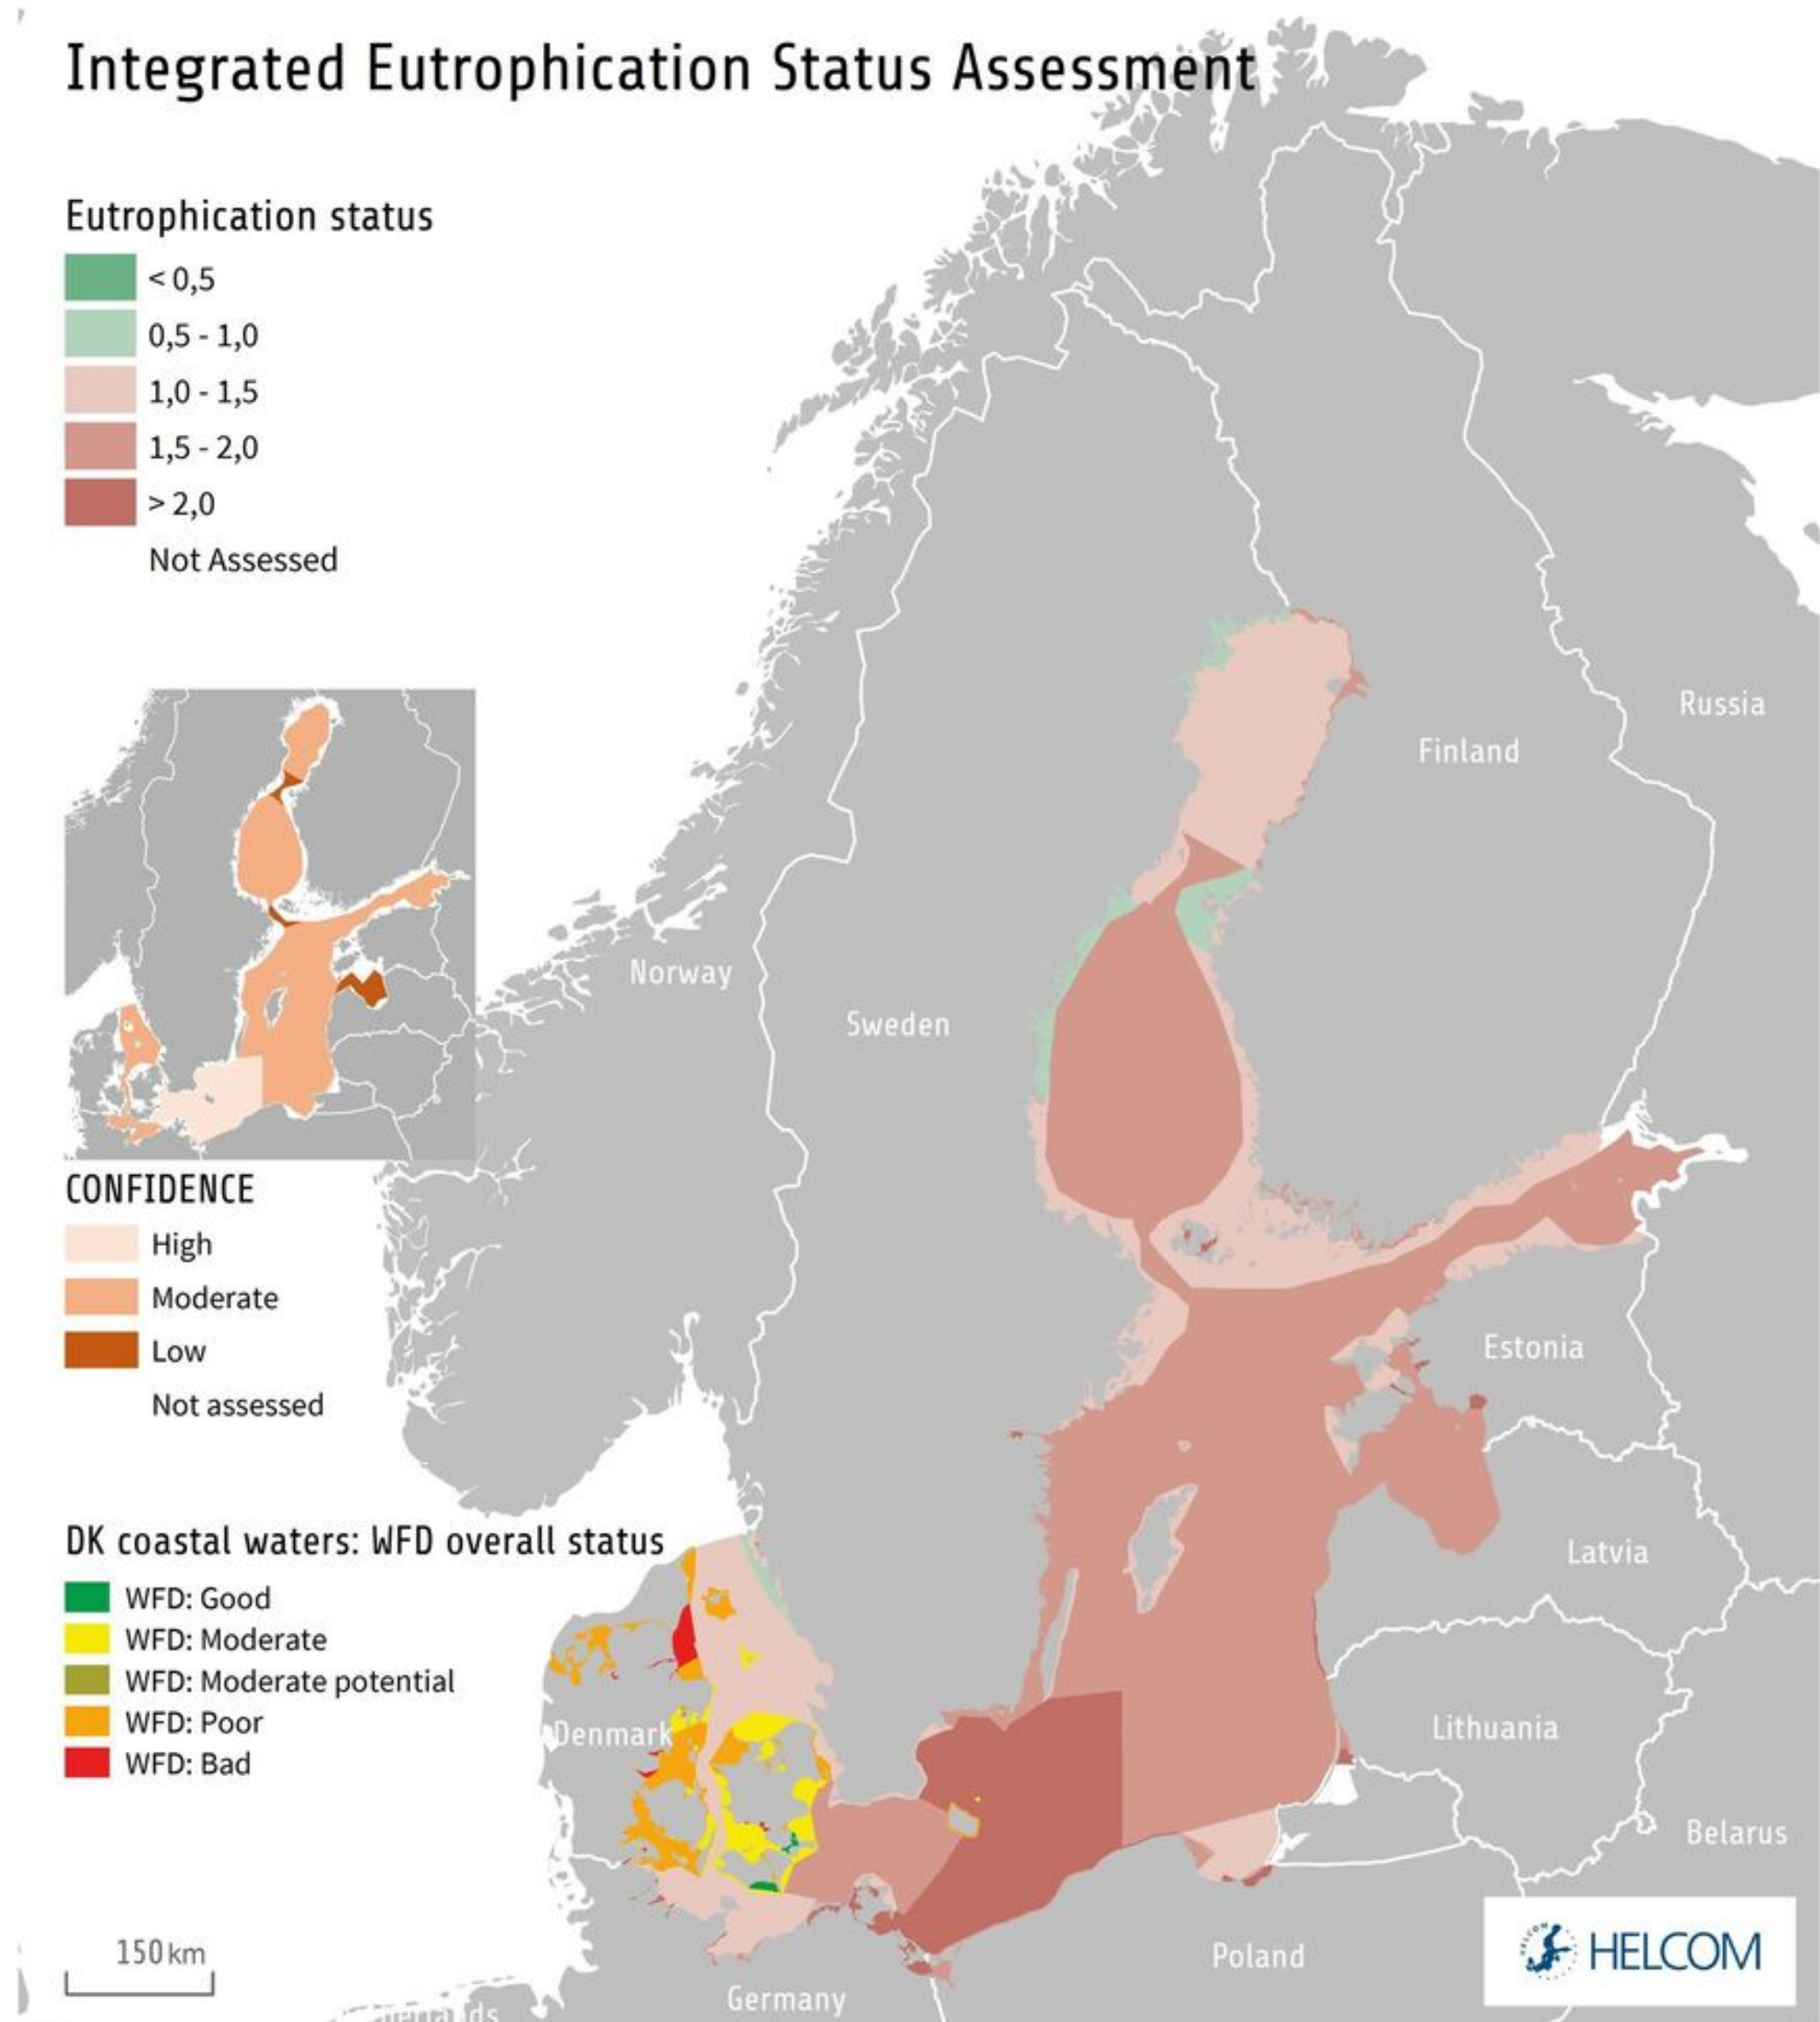 Integrated Eutrophication Status Assessment
Eutrophication status
< 0,5
0,5 - 1,0
1,0 - 1,5
1,5 - 2,0
> 2,0
Not Assessed
CONFIDENCE
High
Moderate
Low
Not assessed
DK coastal waters: WFD overall status
WFD: Good
WFD: Moderate
WFD: Moderate potential
WFD: Poor
WFD: Bad
150 km
Russia
Finland
Norway
Sweden
Estonia
Latvia
Denmark
Lithuania
Belarus
Poland
Germany
HELCOM